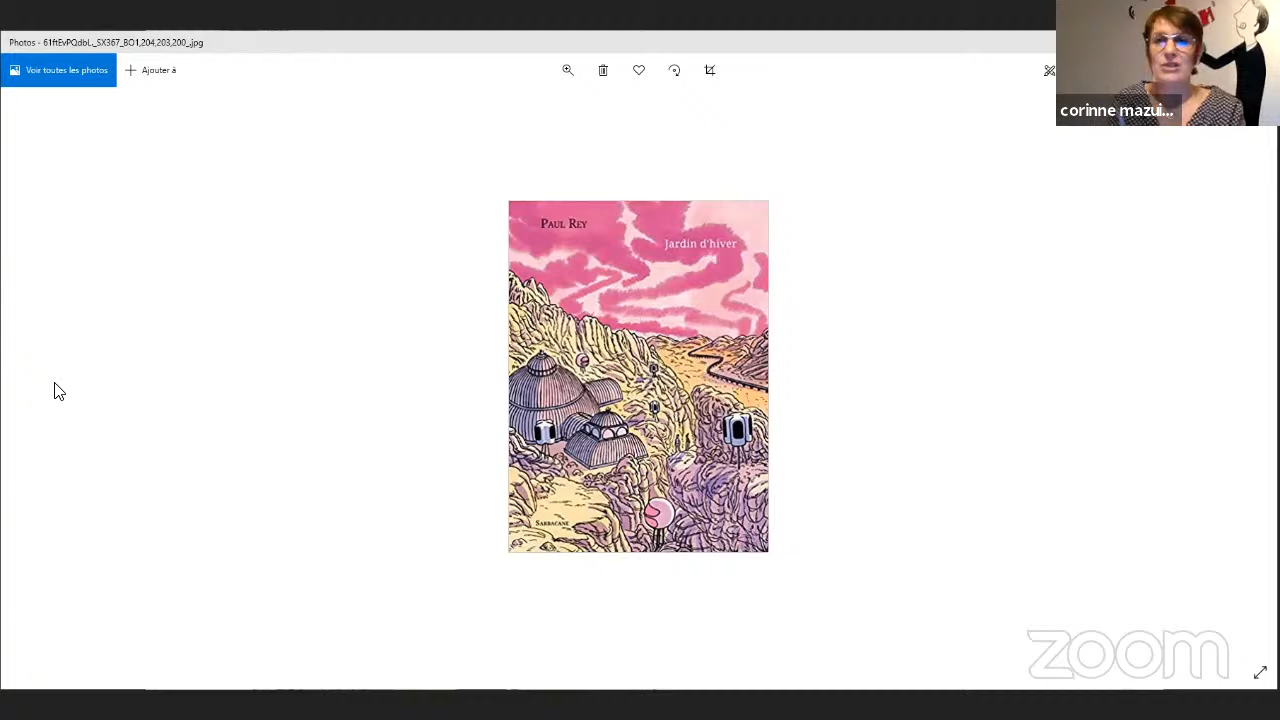 Photos - 61ftEvPQdbL._SX367_BO1,204,203,200_.jpg
Voir toutes les photos
Ajouter à
corinne mazui...
PAUL REY
Jardin d'hiver
SARBACANE
zoom